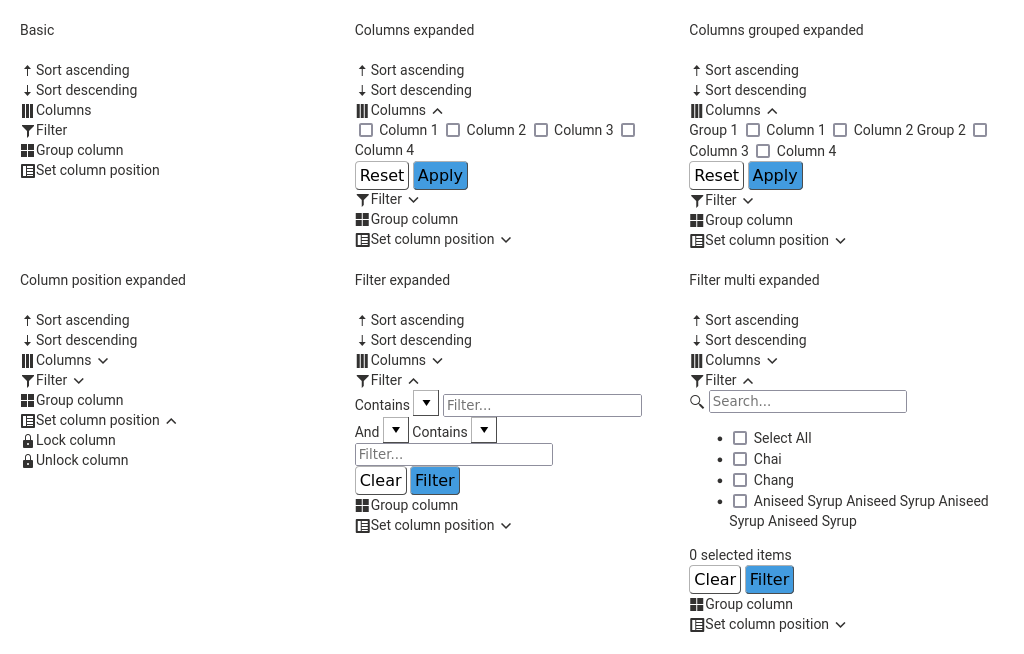 Basic
Sort ascending
Sort descending
Columns
Filter
Group column
Set column position
Columns expanded
Sort ascending
Sort descending
Columns
Column 1 Column 2 Column 3
Column 4
Reset Apply
Filter
Group column
Set column position
Columns grouped expanded
Sort ascending
Sort descending
Columns
Group 1 Column 1 Column 2 Group 2
Column 3 Column 4
Reset Apply
Filter
Group column
Set column position
Column position expanded
Sort ascending
Sort descending
Columns
Filter
Group column
Set column position
Lock column
Unlock column
Filter expanded
Sort ascending
Sort descending
Columns
Filter
Contains Filter...
And Contains
Filter...
Clear Filter
Group column
Set column position
Filter multi expanded
Sort ascending
Sort descending
Columns
Filter
Search...
Select All
Chai
Chang
Aniseed Syrup Aniseed Syrup Aniseed
Syrup Aniseed Syrup
0 selected items
Clear Filter
Group column
Set column position